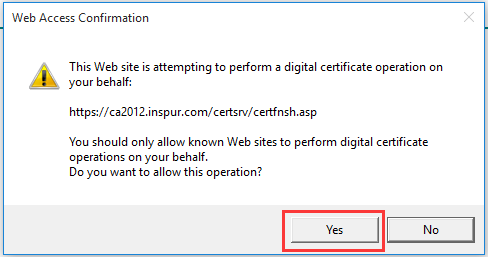 Web Access Confirmation
This Web site is attempting to perform a digital certificate operation on
your behalf:
https://ca2012.inspur.com/certsrv/certfnsh.asp
You should only allow known Web sites to perform digital certificate
operations on your behalf.
Do you want to allow this operation?
Yes
No